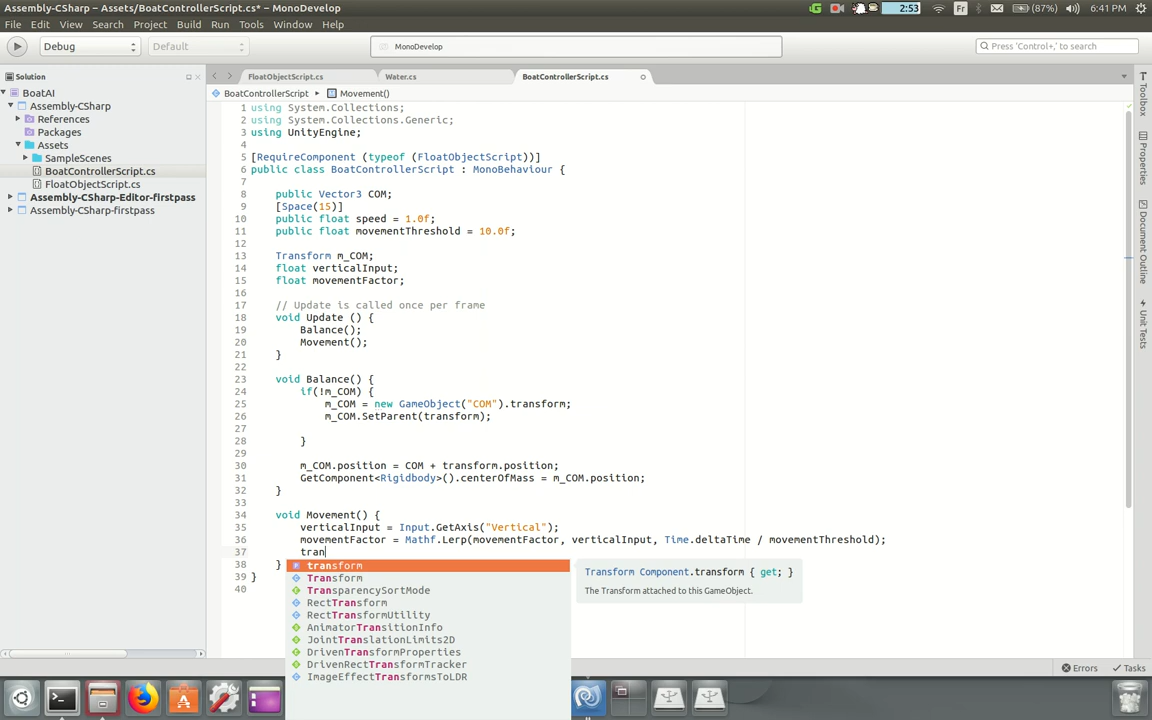 Assembly-CSharp - Assets/BoatControllerScript.cs* - MonoDevelop
2:53
Fr
(87%)
6:41 PM
File Edit View Search Project Build Run Tools Window Help
Debug
Default
MonoDevelop
Press 'Control+,' to search
Solution
FloatObjectScript.cs
Water.cs
BoatControllerScript.cs
BoatAI
Assembly-CSharp
References
Packages
Assets
SampleScenes
BoatControllerScript.cs
FloatObjectScript.cs
Assembly-CSharp-Editor-firstpass
Assembly-CSharp-firstpass
BoatControllerScript Movement()
1 using System.Collections;
2 using System.Collections.Generic;
3 using UnityEngine;
4
5 [RequireComponent (typeof (FloatObjectScript))]
6 public class BoatControllerScript : MonoBehaviour {
7
8 public Vector3 COM;
9 [Space(15)]
10 public float speed = 1.0f;
11 public float movementThreshold = 10.0f;
12
13 Transform m_COM;
14 float verticalInput;
15 float movementFactor;
16
17 // Update is called once per frame
18 void Update () {
19 Balance();
20 Movement();
21 }
22
23 void Balance() {
24 if(!m_COM) {
25 m_COM = new GameObject("COM").transform;
26 m_COM.SetParent(transform);
27
28 }
29
30 m_COM.position = COM + transform.position;
31 GetComponent<Rigidbody>().centerOfMass = m_COM.position;
32 }
33
34 void Movement() {
35 verticalInput = Input.GetAxis("Vertical");
36 movementFactor = Mathf.Lerp(movementFactor, verticalInput, Time.deltaTime / movementThreshold);
37 tran
38 }
39 }
40
transform
Transform
TransparencySortMode
RectTransform
RectTransformUtility
AnimatorTransitionInfo
JointTranslationLimits2D
DrivenTransformProperties
DrivenRectTransformTracker
ImageEffectTransformsToLDR
Transform Component.transform { get; }
The Transform attached to this GameObject.
Toolbox
Properties
Document Outline
Unit Tests
Errors
Tasks